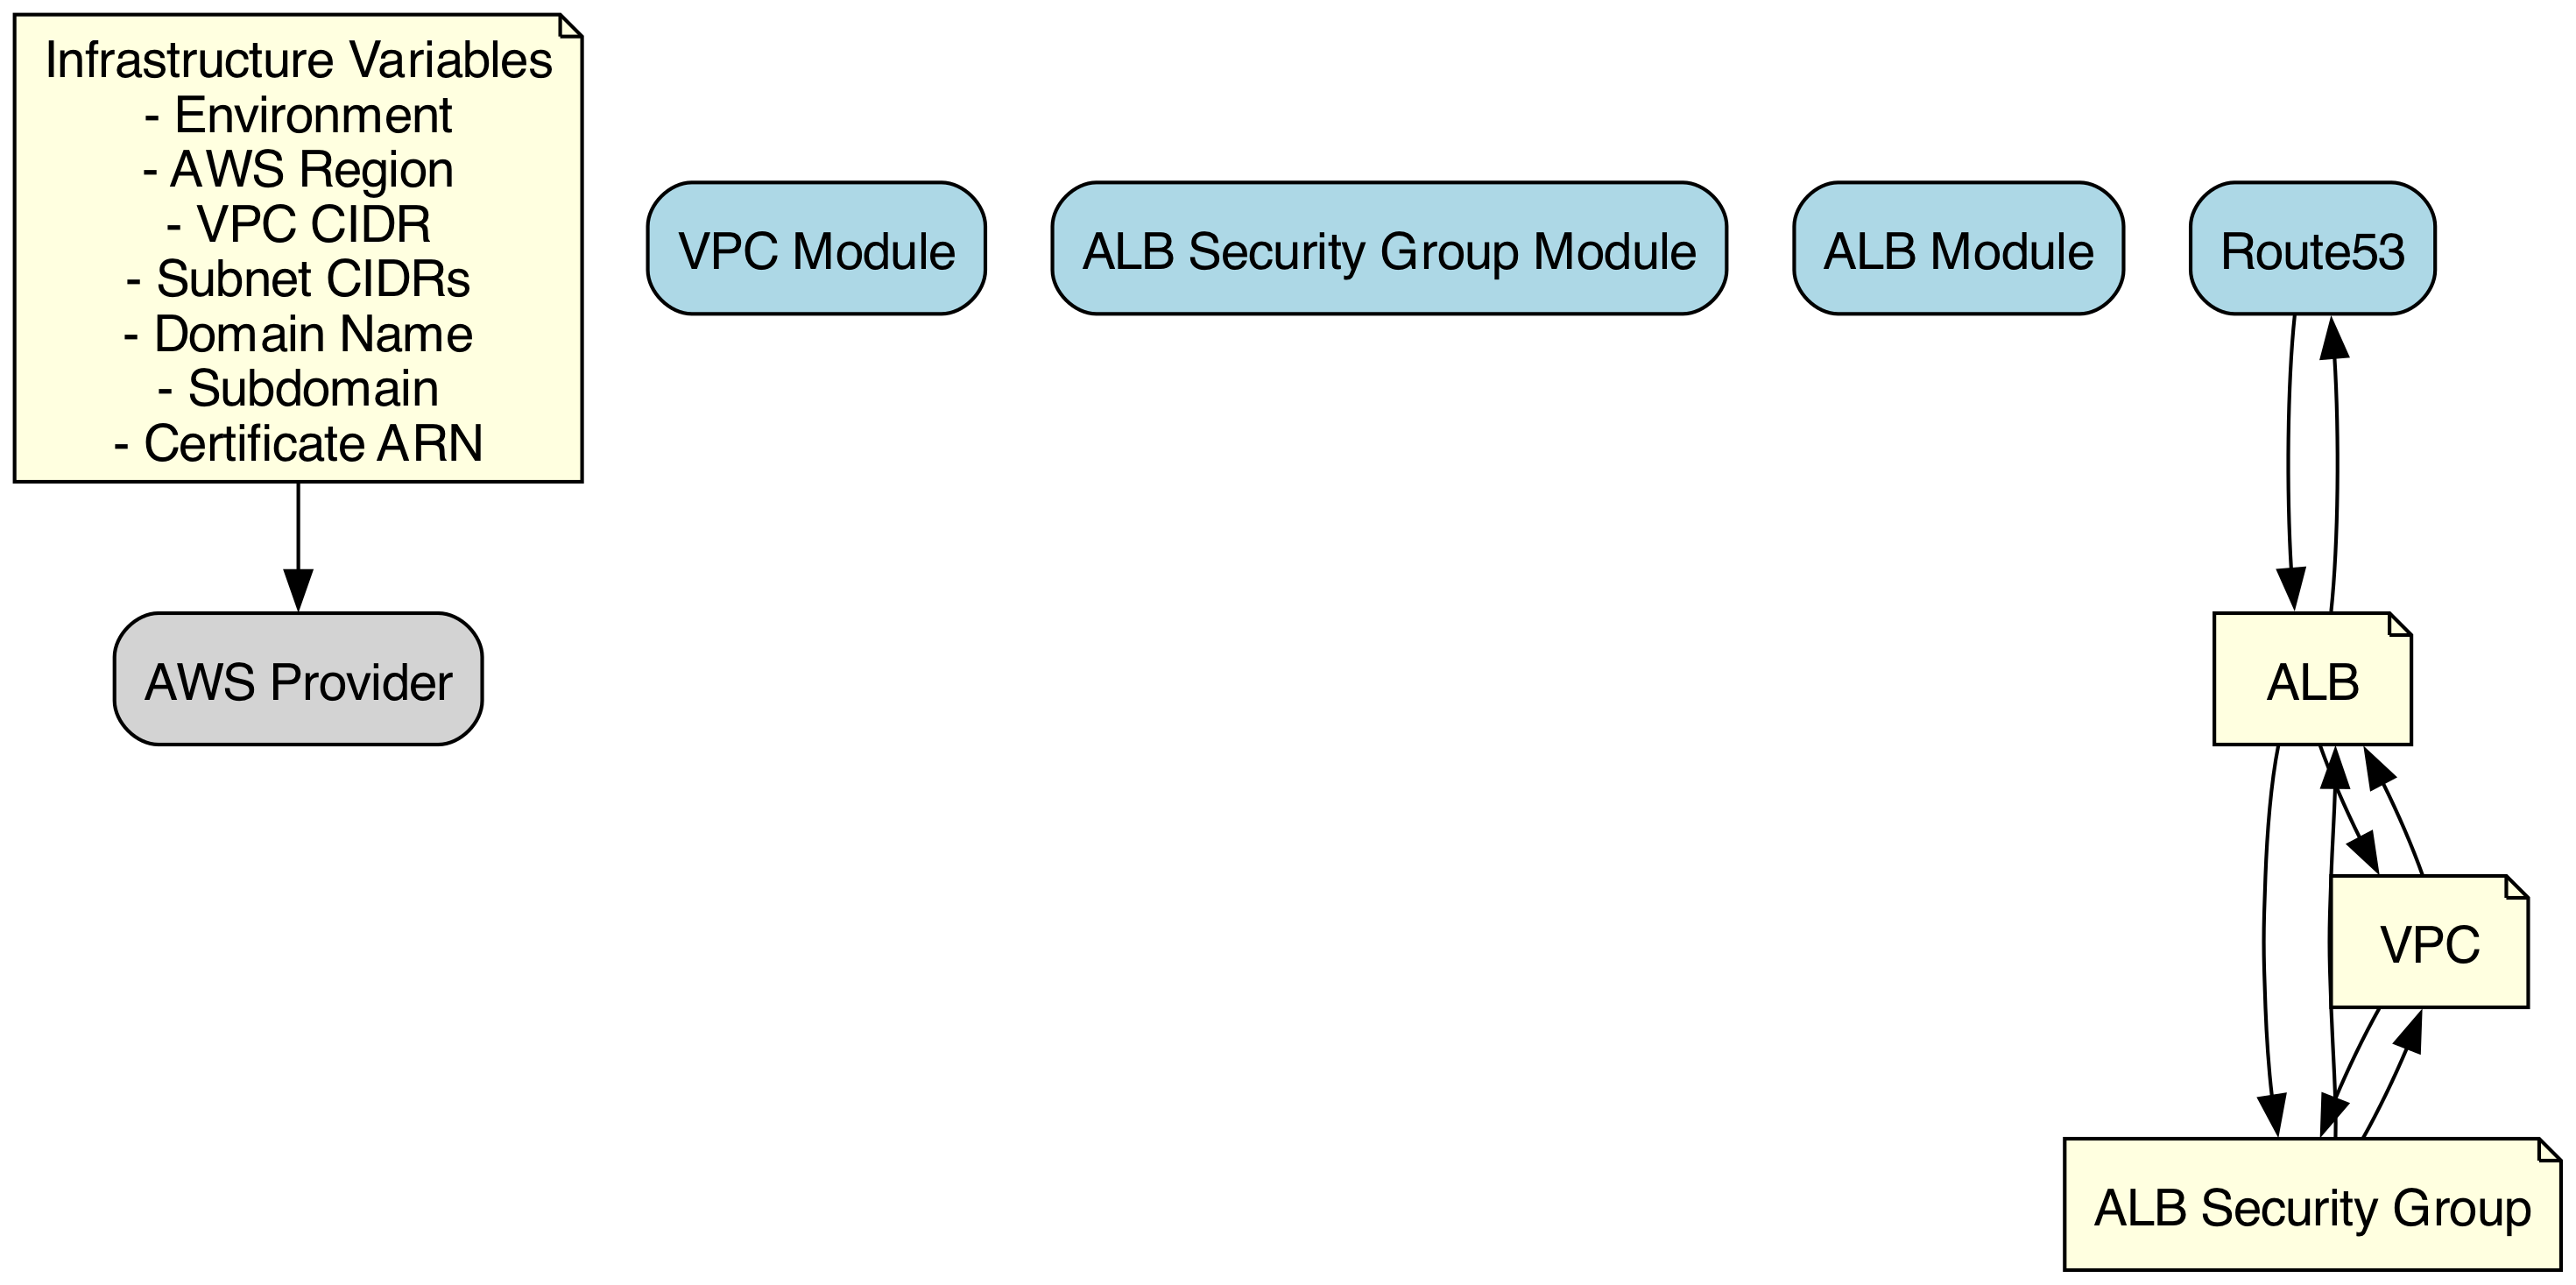 Infrastructure Variables
- Environment
- AWS Region
- VPC CIDR
- Subnet CIDRs
- Domain Name
- Subdomain
- Certificate ARN
VPC Module
ALB Security Group Module
ALB Module
Route53
AWS Provider
ALB
VPC
ALB Security Group